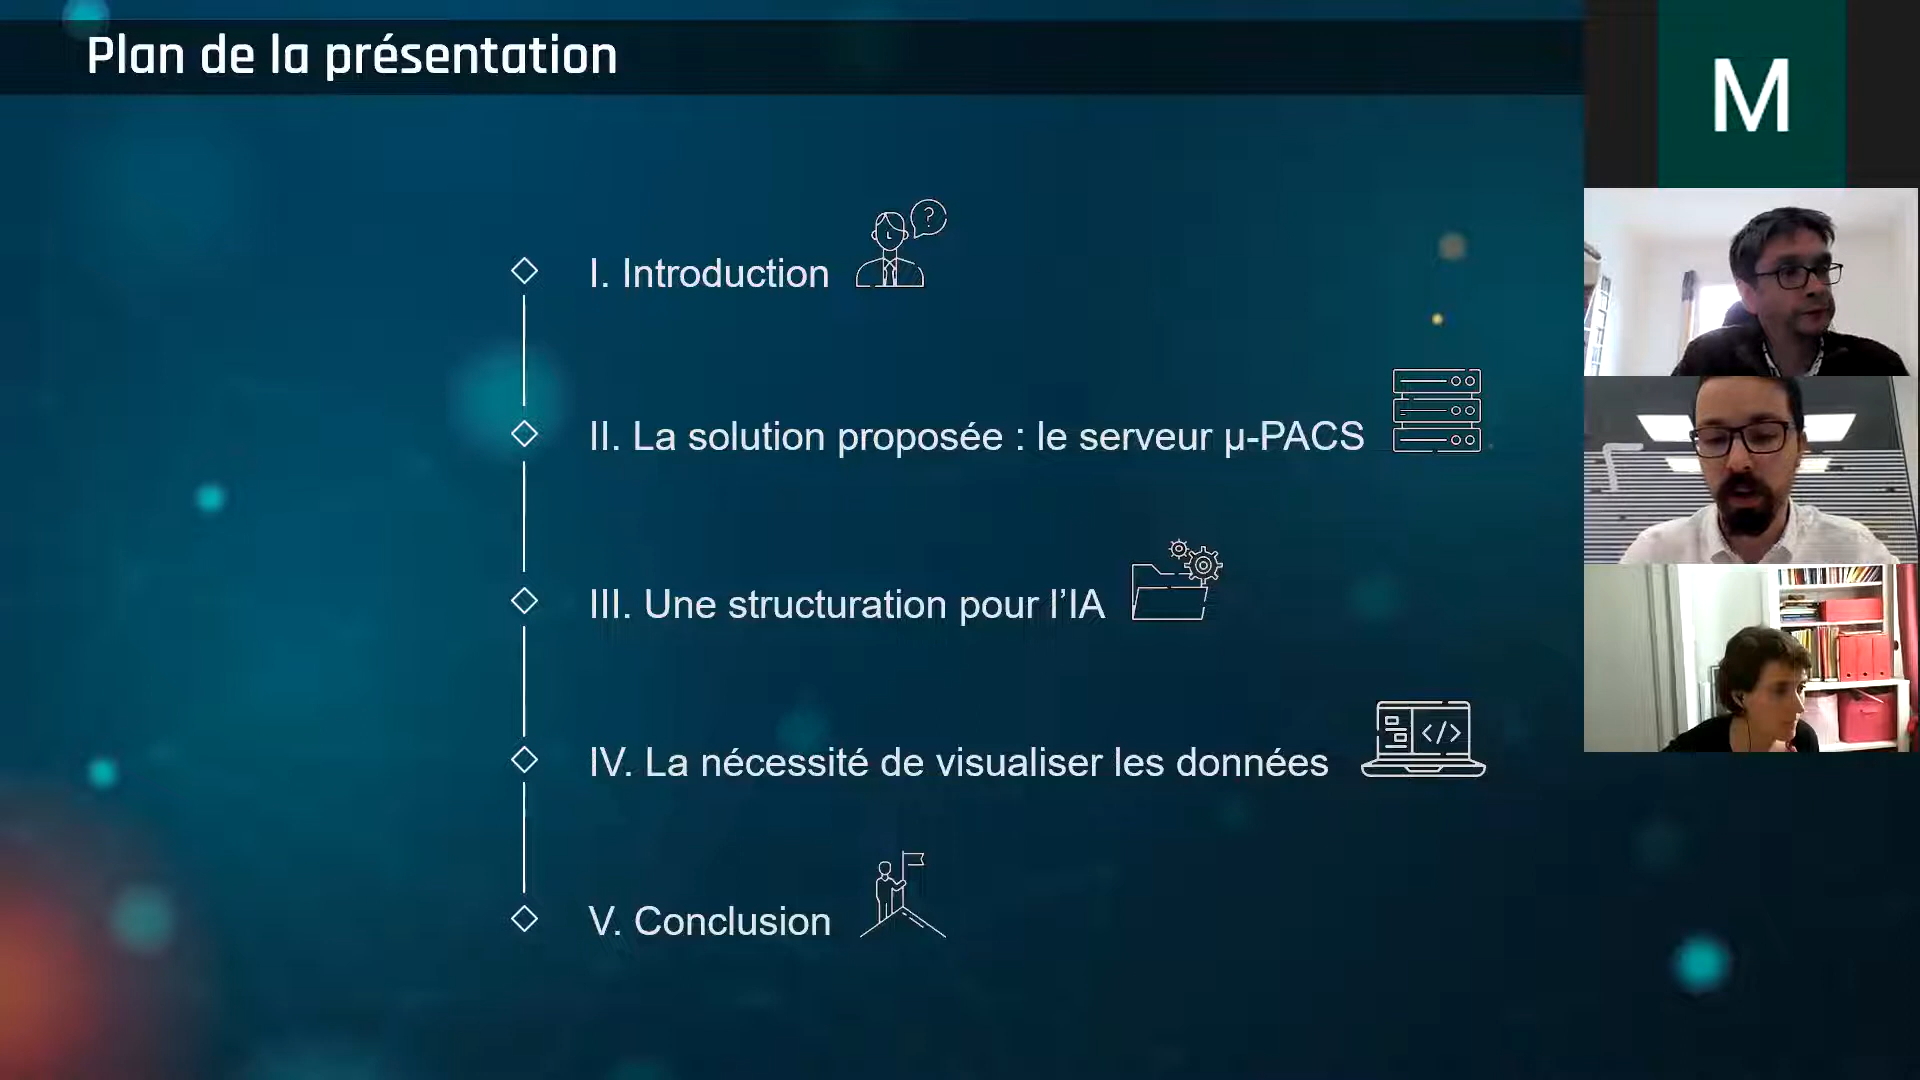 Plan de la présentation
M
I. Introduction
?
II. La solution proposée : le serveur µ-PACS
III. Une structuration pour l’IA
IV. La nécessité de visualiser les données
</>
V. Conclusion